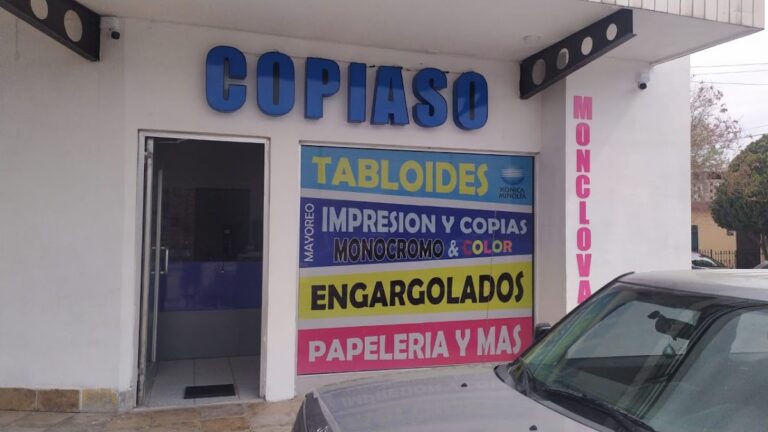 COPIASO
TABLOIDES
KONICA MINOLTA
MAYOREO
IMPRESION Y COPIAS
MONOCROMO & COLOR
ENGARGOLADOS
PAPELERIA Y MAS
MONCLOVA